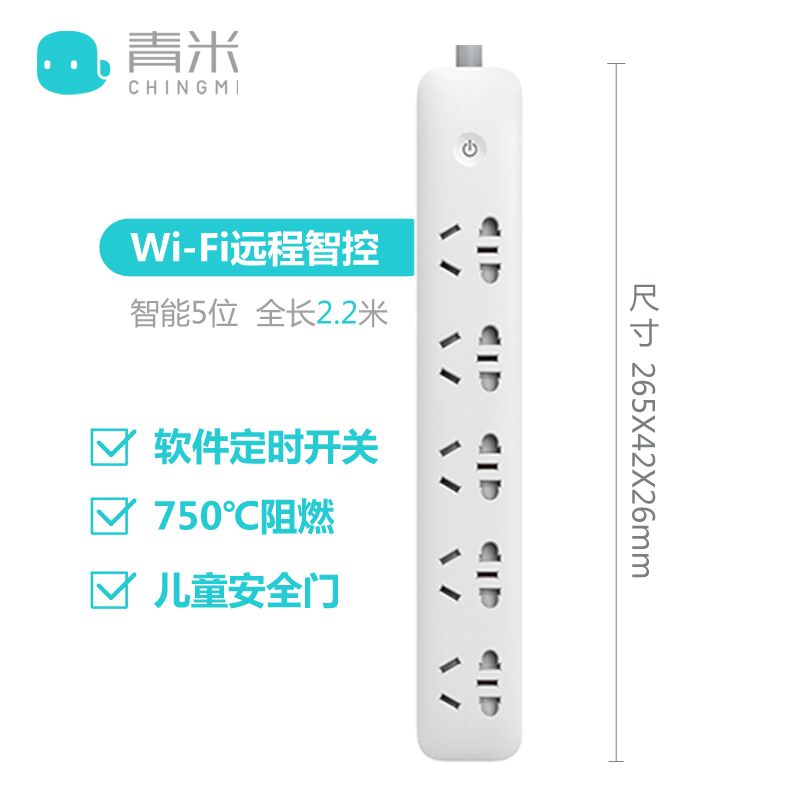 青米
CHINGMI
Wi-Fi远程智控
智能5位 全长2.2米
软件定时开关
750℃阻燃
儿童安全门
尺寸 265X42X26mm